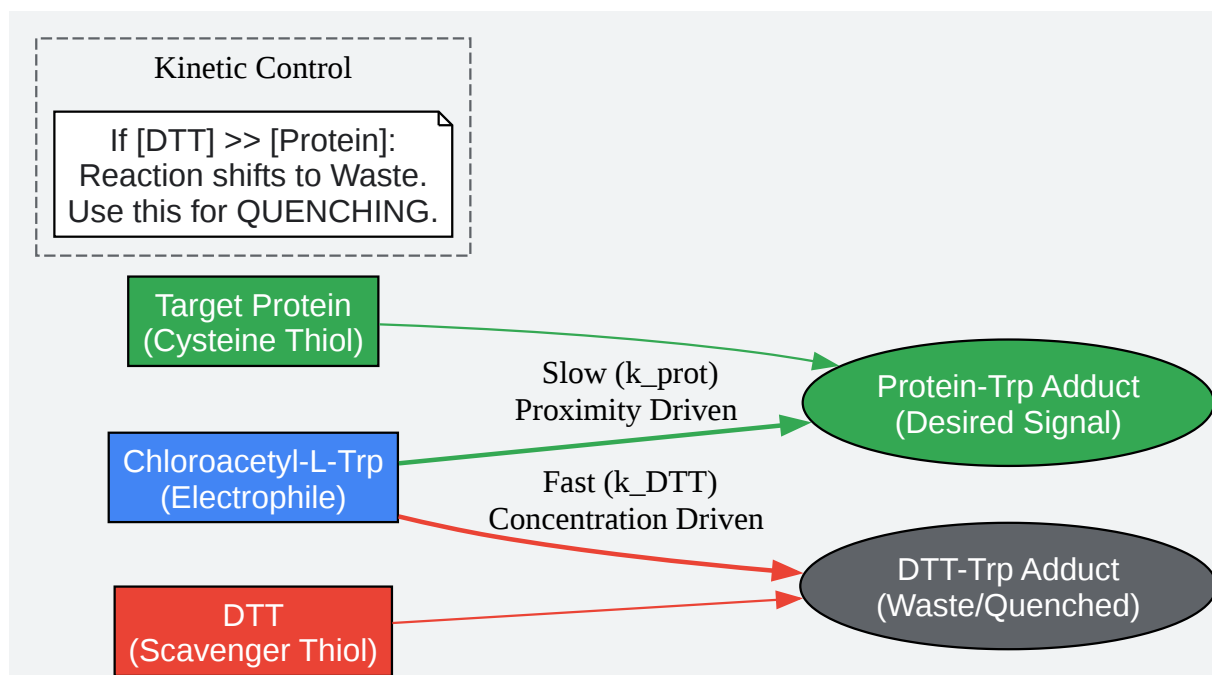 Kinetic Control
If [DTT] >> [Protein]:
Reaction shifts to Waste.
Use this for QUENCHING.
Target Protein
(Cysteine Thiol)
Slow (k_prot)
Proximity Driven
Protein-Trp Adduct
(Desired Signal)
Chloroacetyl-L-Trp
(Electrophile)
Fast (k_DTT)
Concentration Driven
DTT-Trp Adduct
(Waste/Quenched)
DTT
(Scavenger Thiol)